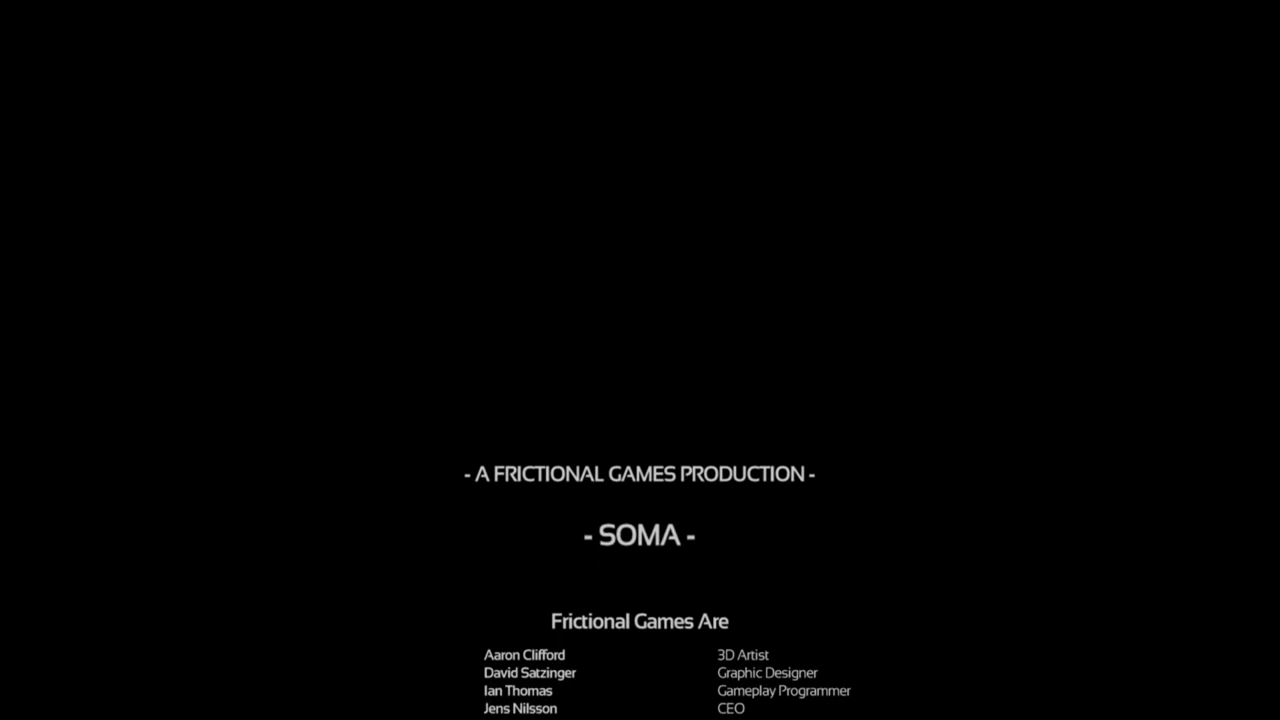 - A FRICTIONAL GAMES PRODUCTION -
- SOMA -
Frictional Games Are
Aaron Clifford 3D Artist
David Satzinger Graphic Designer
Ian Thomas Gameplay Programmer
Jens Nilsson CEO